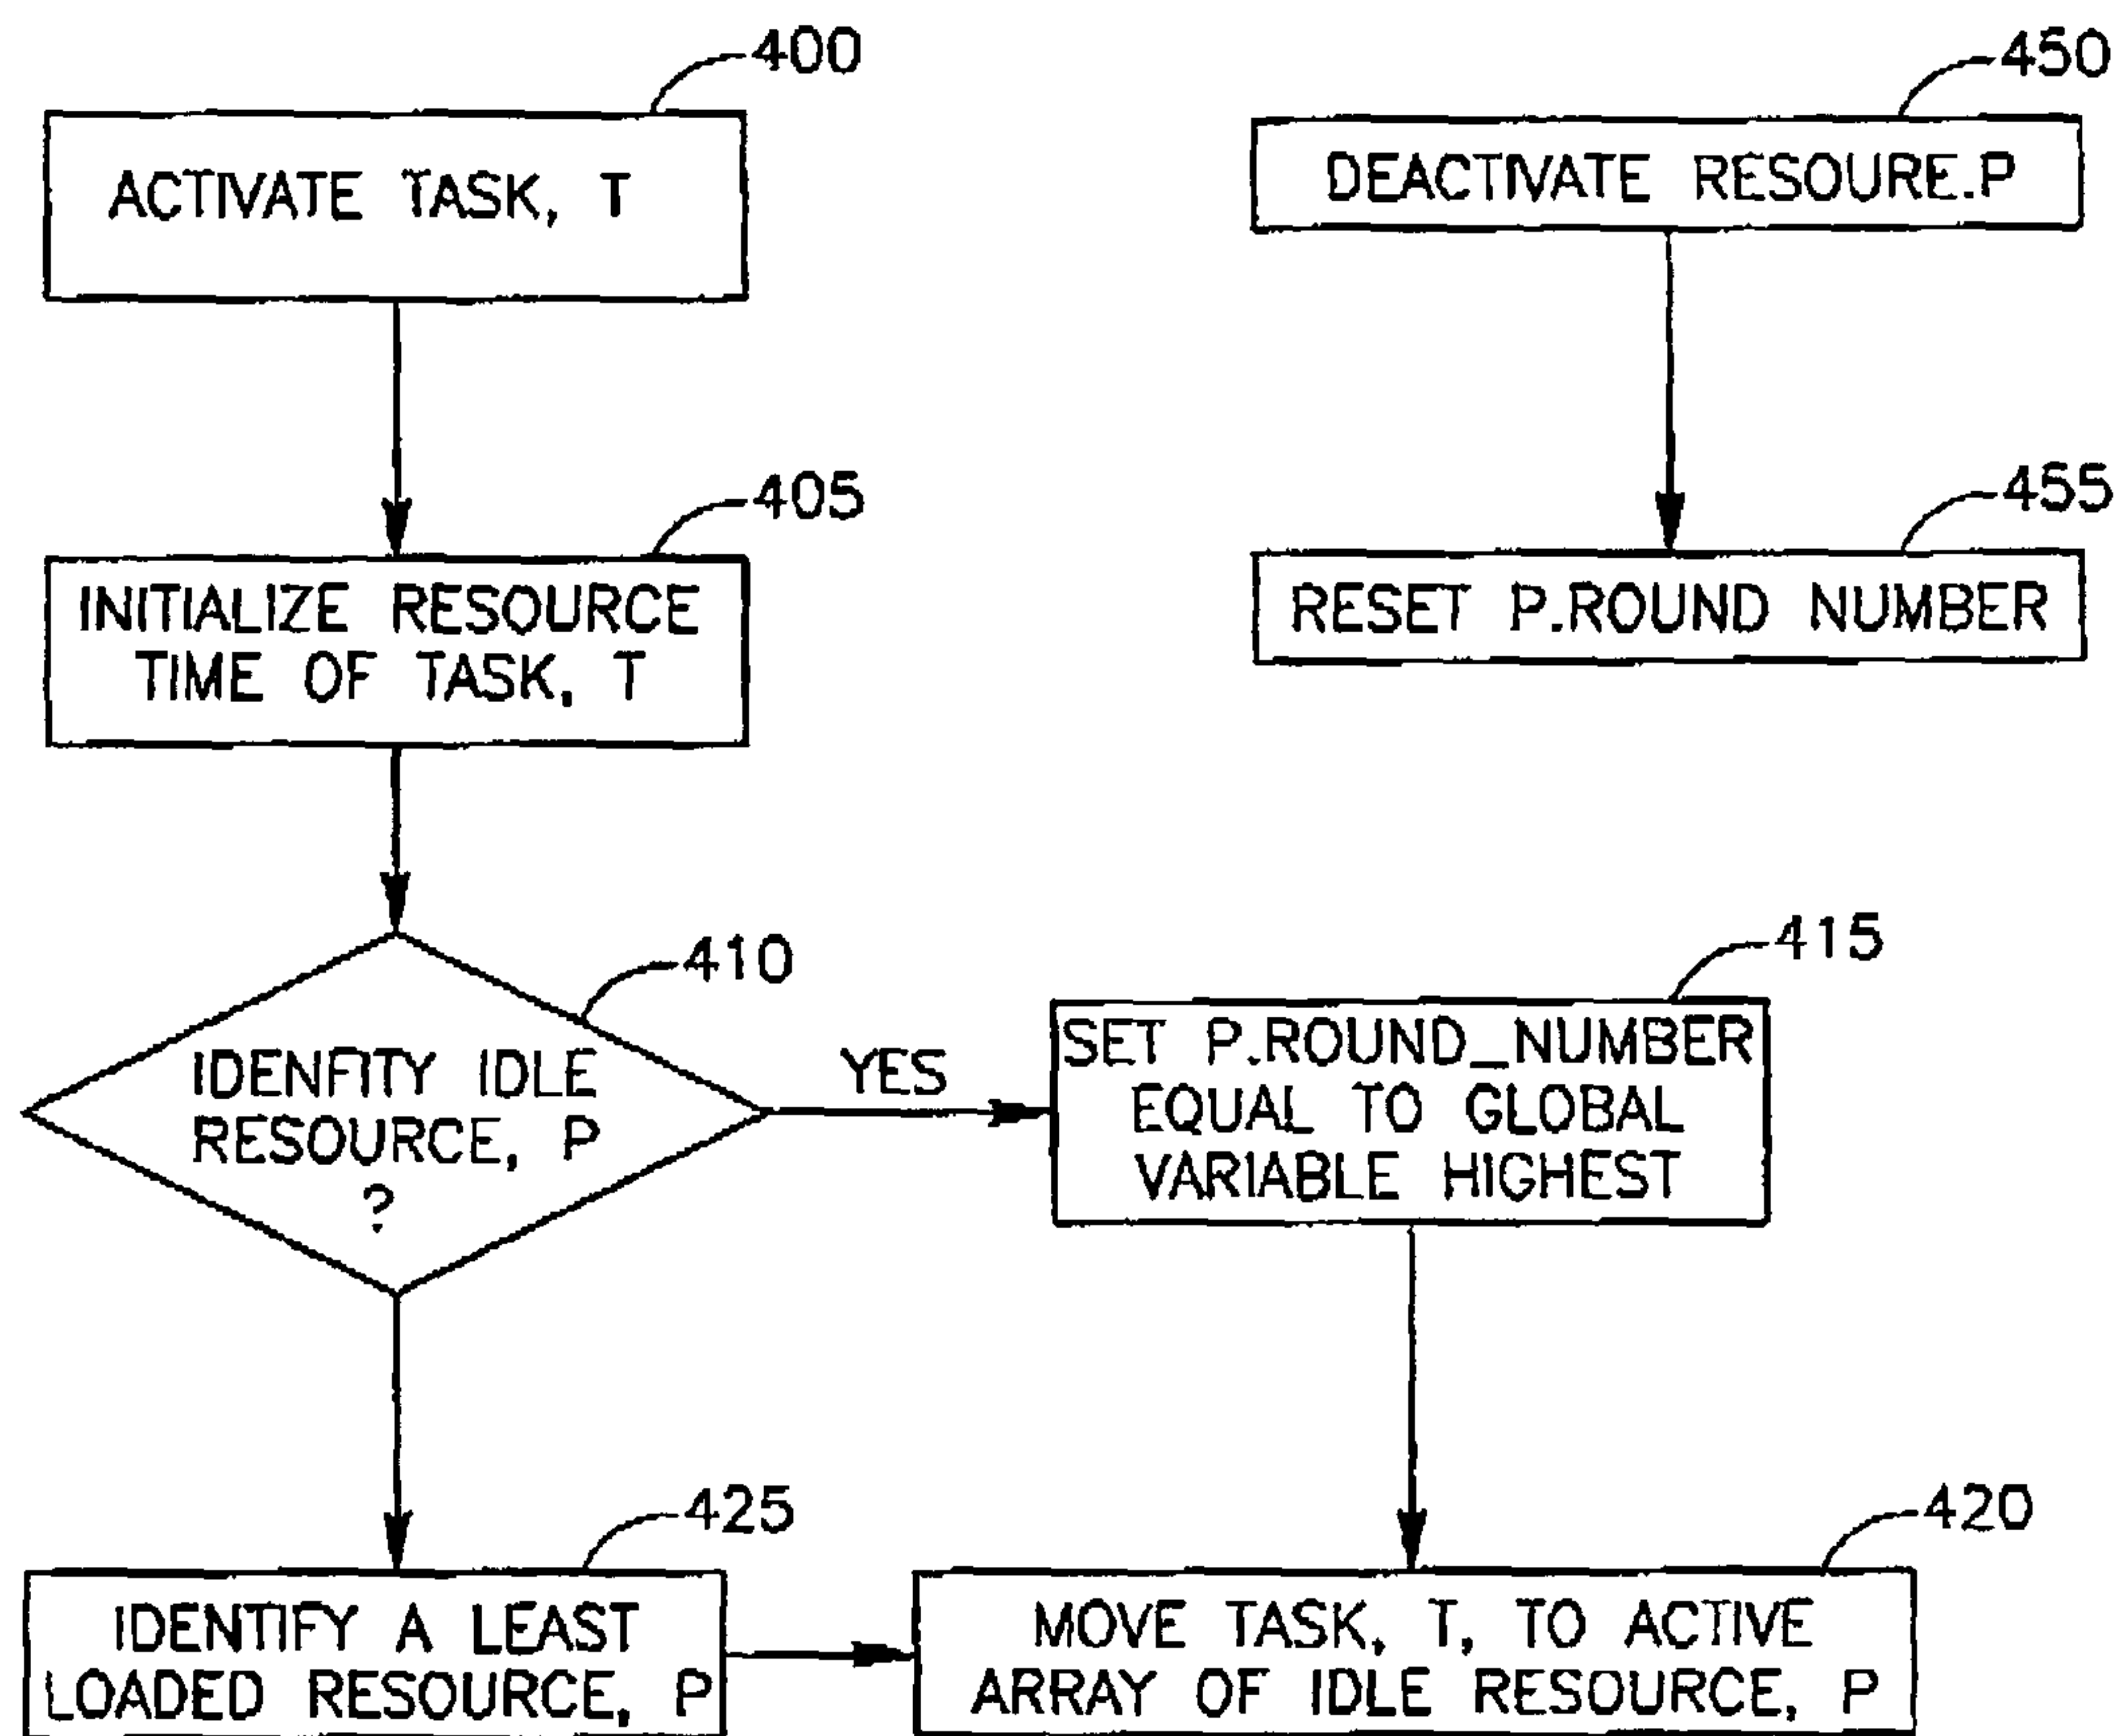 400
ACTIVATE TASK, T
405
INITIALIZE RESOURCE
TIME OF TASK, T
410
IDENFITY IDLE
RESOURCE, P
?
YES
415
SET P.ROUND_NUMBER
EQUAL TO GLOBAL
VARIABLE HIGHEST
425
IDENTIFY A LEAST
LOADED RESOURCE, P
420
MOVE TASK, T, TO ACTIVE
ARRAY OF IDLE RESOURCE, P
450
DEACTIVATE RESOURE.P
455
RESET P.ROUND NUMBER